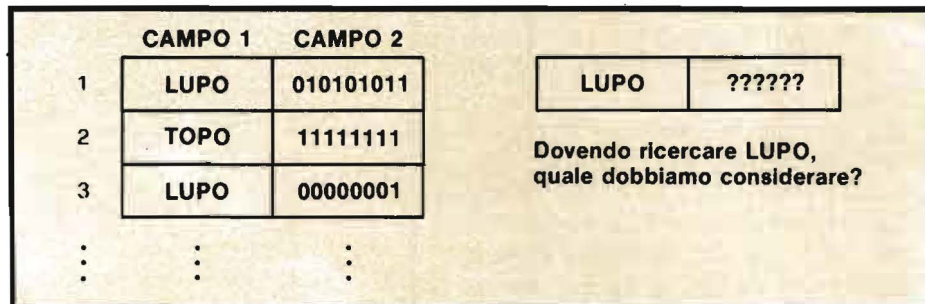 CAMPO 1 CAMPO 2
1 LUPO 010101011
2 TOPO 11111111
3 LUPO 00000001
LUPO ??????
Dovendo ricercare LUPO,
quale dobbiamo considerare?